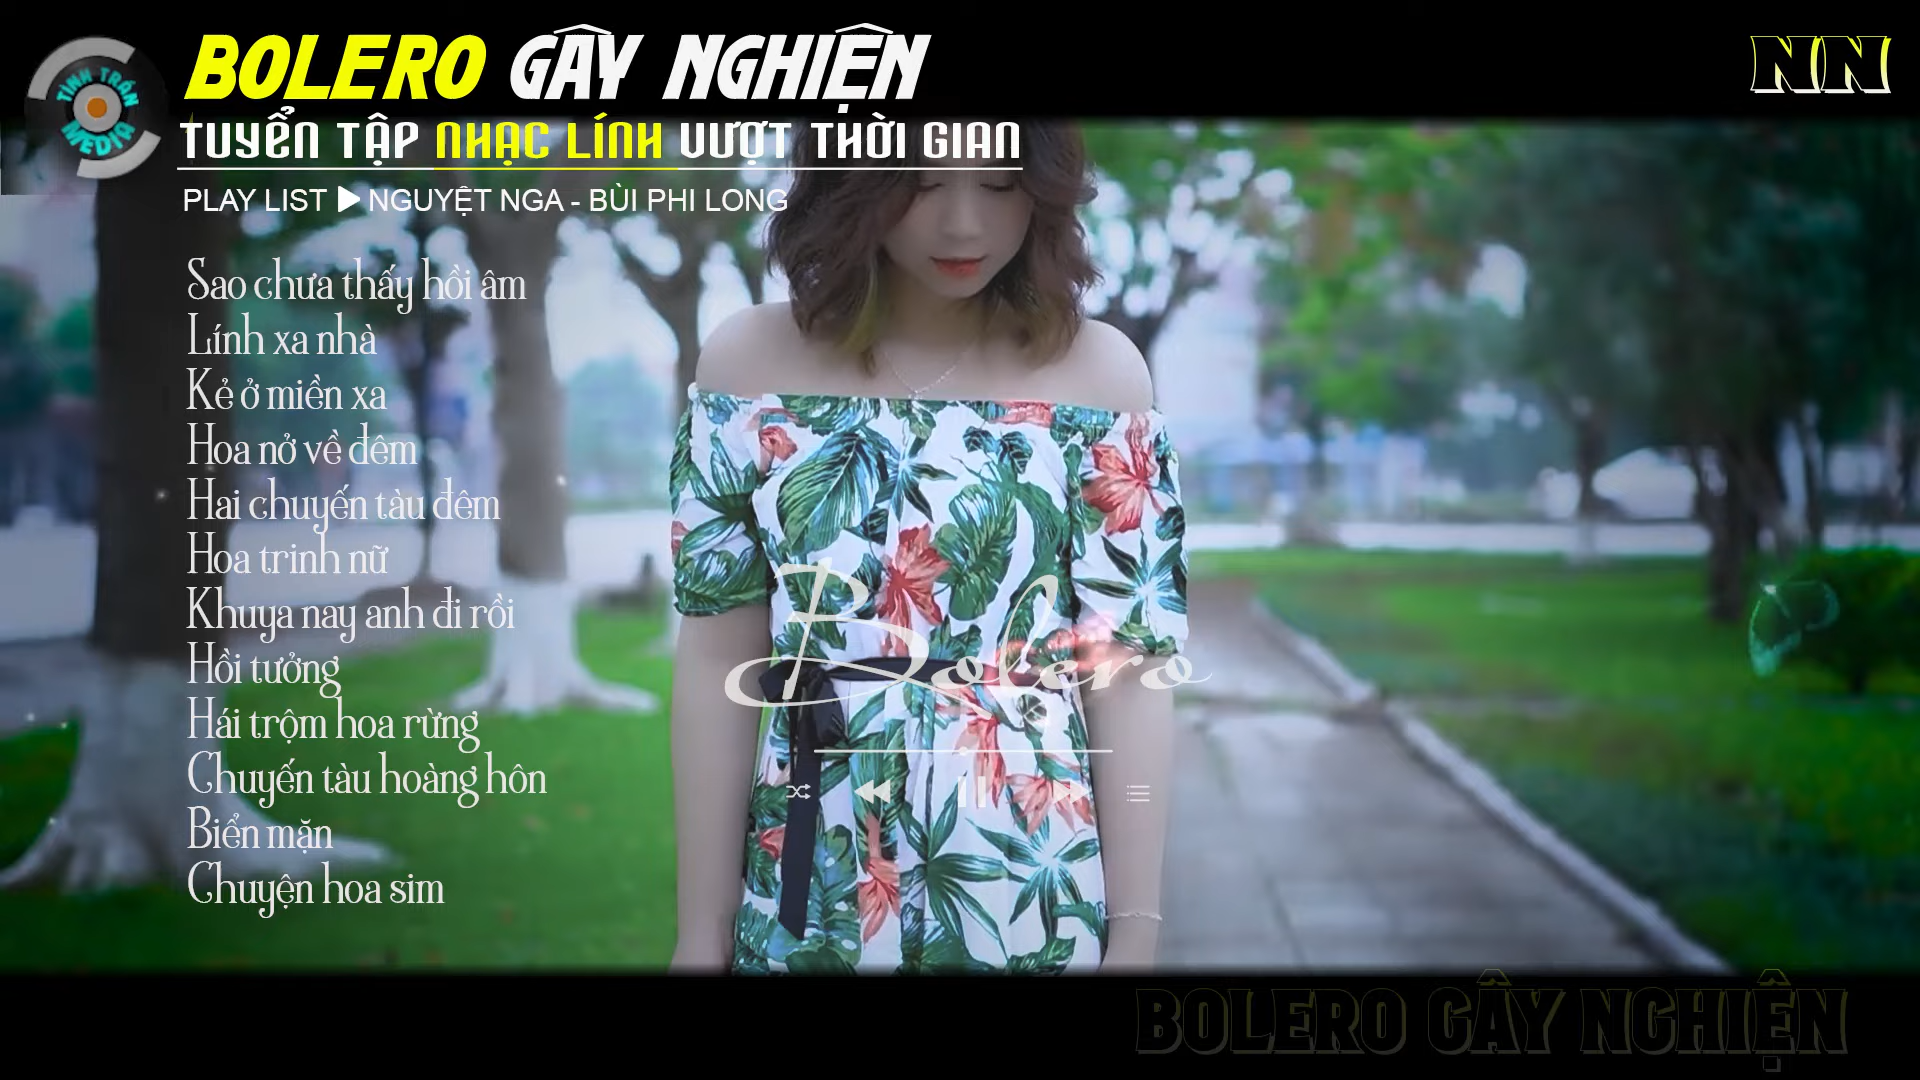 TÌNH TRẦN
MEDIA
BOLERO GÂY NGHIỆN
NN
TUYỂN TẬP NHẠC LÍNH VƯỢT THỜI GIAN
PLAY LIST ▶ NGUYỆT NGA - BÙI PHI LONG
Sao chưa thấy hồi âm
Lính xa nhà
Kẻ ở miền xa
Hoa nở về đêm
Hai chuyến tàu đêm
Hoa trinh nữ
Khuya nay anh đi rồi
Hồi tưởng
Hái trộm hoa rừng
Chuyến tàu hoàng hôn
Biển mặn
Chuyện hoa sim
Bolero
BOLERO GÂY NGHIỆN